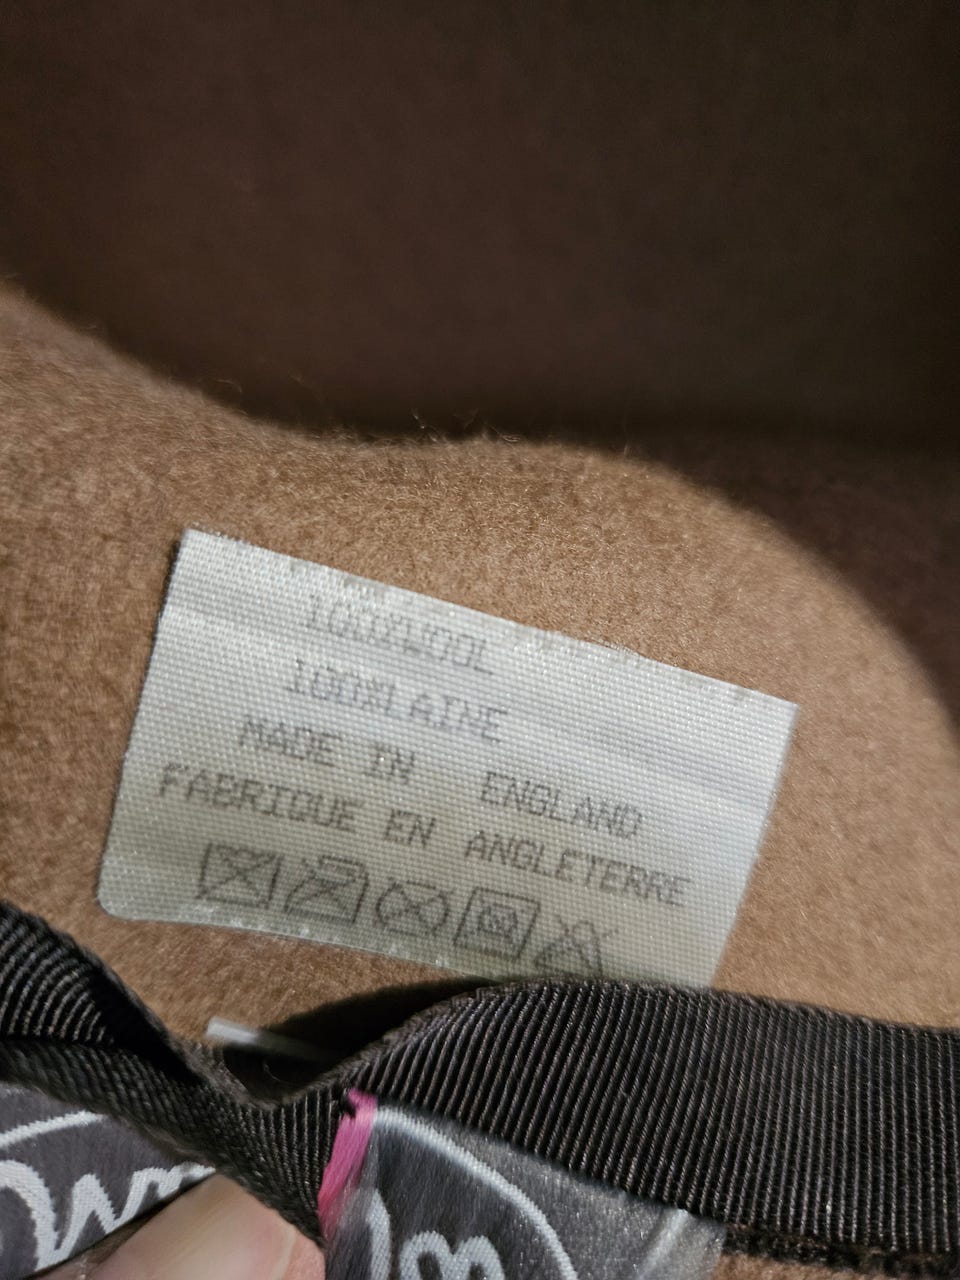 100%WOOL
100%LAINE
MADE IN ENGLAND
FABRIQUE EN ANGLETERRE